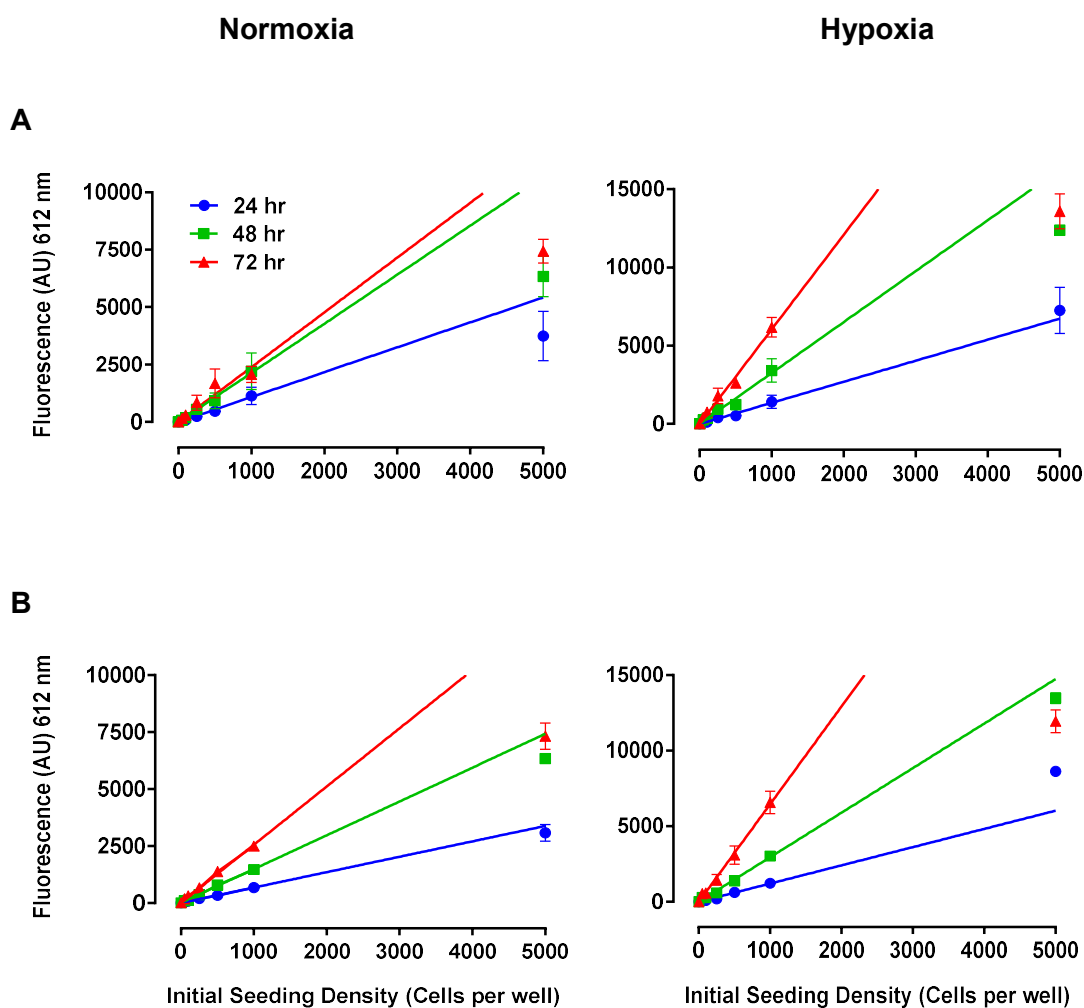 Normoxia
Hypoxia
A
Fluorescence (AU) 612 nm
10000
7500
5000
2500
0
24 hr
48 hr
72 hr
0 1000 2000 3000 4000 5000
15000
10000
5000
0
0 1000 2000 3000 4000 5000
B
Fluorescence (AU) 612 nm
10000
7500
5000
2500
0
0 1000 2000 3000 4000 5000
Initial Seeding Density (Cells per well)
15000
10000
5000
0
0 1000 2000 3000 4000 5000
Initial Seeding Density (Cells per well)